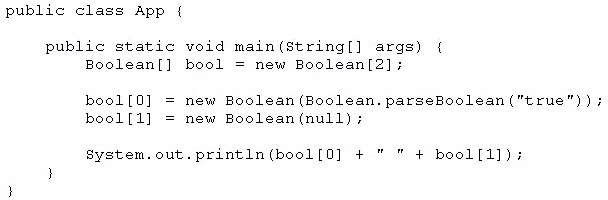 public class App {
    public static void main(String[] args) {
        Boolean[] bool = new Boolean[2];
        bool[0] = new Boolean(Boolean.parseBoolean("true"));
        bool[1] = new Boolean(null);
        System.out.println(bool[0] + " " + bool[1]);
    }
}